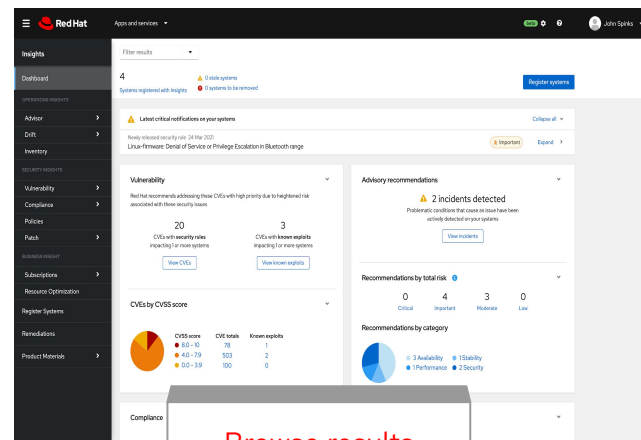 Red Hat
Apps and services
Beta
John Spinks
Insights
Dashboard
OPERATIONS INSIGHTS
Advisor
Drift
Inventory
SECURITY INSIGHTS
Vulnerability
Compliance
Policies
Patch
BUSINESS INSIGHT
Subscriptions
Resource Optimization
Register Systems
Remediations
Product Materials
Filter results
4
Systems registered with Insights
0 stale systems
0 systems to be removed
Register systems
Latest critical notifications on your systems
Collapse all
Newly released security rule 24 Mar 2021
Linux-firmware: Denial of Service or Privilege Escalation in Bluetooth range
Important
Expand
Vulnerability
Red Hat recommends addressing these CVEs with high priority due to heightened risk
associated with these security issues
20
CVEs with security rules
impacting 1 or more systems
View CVEs
3
CVEs with known exploits
impacting 1 or more systems
View known exploits
CVEs by CVSS score
CVSS score CVE totals Known exploits
8.0 - 10 78 1
4.0 - 7.9 503 2
0.0 - 3.9 100 0
Compliance
Advisory recommendations
2 incidents detected
Problematic conditions that cause an issue have been
actively detected on your systems
View incidents
Recommendations by total risk
0 4 3 0
Critical Important Moderate Low
Recommendations by category
3 Availability 1 Stability
1 Performance 2 Security
Browse results